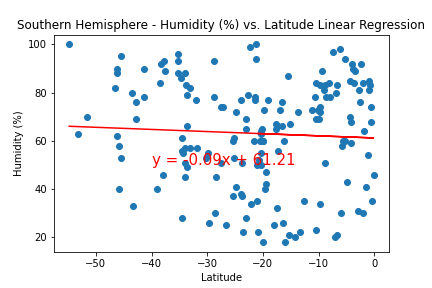 Southern Hemisphere - Humidity (%) vs. Latitude Linear Regression
100
80
60
40
20
Humidity (%)
y = -0.09x + 61.21
−50 −40 −30 −20 −10 0
Latitude